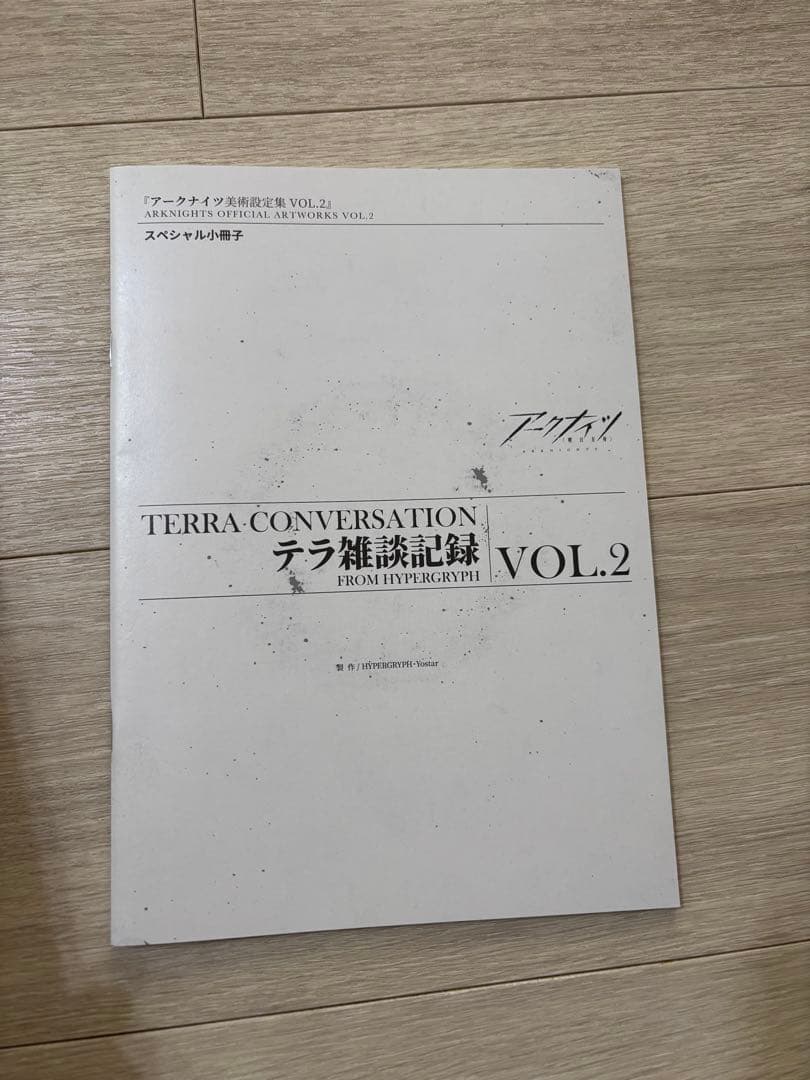 『アークナイツ美術設定集 VOL.2』
ARKNIGHTS OFFICIAL ARTWORKS VOL.2
スペシャル小冊子
アークナイツ
ARKNIGHTS
TERRA CONVERSATION
テラ雑談記録
FROM HYPERGRYPH
VOL.2
製 作 / HYPERGRYPH・Yostar